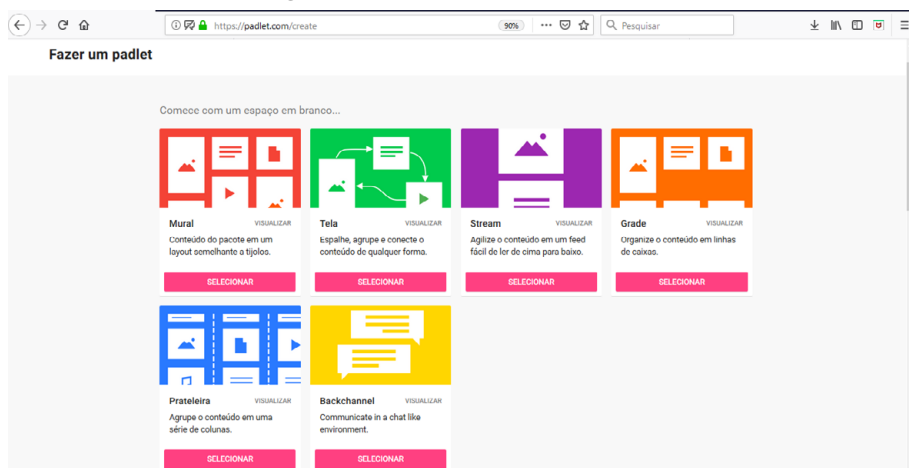 https://padlet.com/create
90%
Pesquisar
Fazer um padlet
Comece com um espaço em branco...
Mural VISUALIZAR
Conteúdo do pacote em um
layout semelhante a tijolos.
SELECIONAR
Tela VISUALIZAR
Espalhe, agrupe e conecte o
conteúdo de qualquer forma.
SELECIONAR
Stream VISUALIZAR
Agilize o conteúdo em um feed
fácil de ler de cima para baixo.
SELECIONAR
Grade VISUALIZAR
Organize o conteúdo em linhas
de caixas.
SELECIONAR
Prateleira VISUALIZAR
Agrupe o conteúdo em uma
série de colunas.
SELECIONAR
Backchannel VISUALIZAR
Communicate in a chat like
environment.
SELECIONAR